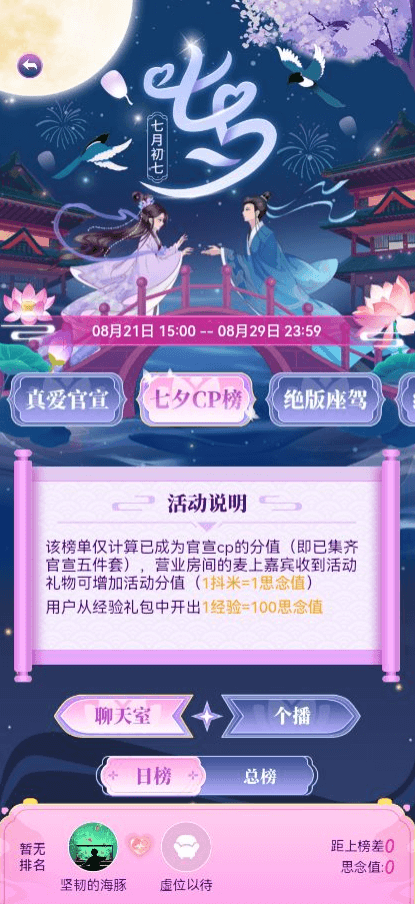 七夕
七月初七
08月21日 15:00 -- 08月29日 23:59
真爱官宣
七夕CP榜
绝版座驾
活动说明
该榜单仅计算已成为官宣cp的分值（即已集齐
官宣五件套），营业房间的麦上嘉宾收到活动
礼物可增加活动分值（1抖米=1思念值）
用户从经验礼包中开出1经验=100思念值
聊天室
个播
日榜
总榜
暂无
排名
坚韧的海豚
虚位以待
距上榜差0
思念值:0